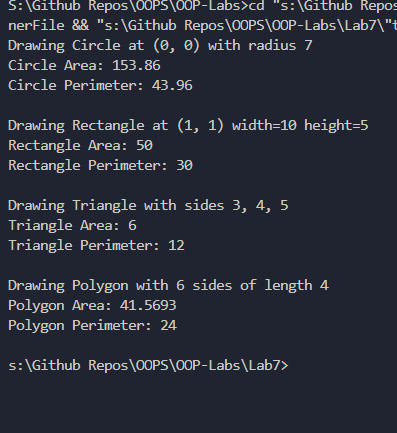 S:\Github Repos\OOPS\OOP-Labs>cd "s:\Github Repos
nerFile && "s:\Github Repos\OOPS\OOP-Labs\Lab7\"t
Drawing Circle at (0, 0) with radius 7
Circle Area: 153.86
Circle Perimeter: 43.96
Drawing Rectangle at (1, 1) width=10 height=5
Rectangle Area: 50
Rectangle Perimeter: 30
Drawing Triangle with sides 3, 4, 5
Triangle Area: 6
Triangle Perimeter: 12
Drawing Polygon with 6 sides of length 4
Polygon Area: 41.5693
Polygon Perimeter: 24
s:\Github Repos\OOPS\OOP-Labs\Lab7>